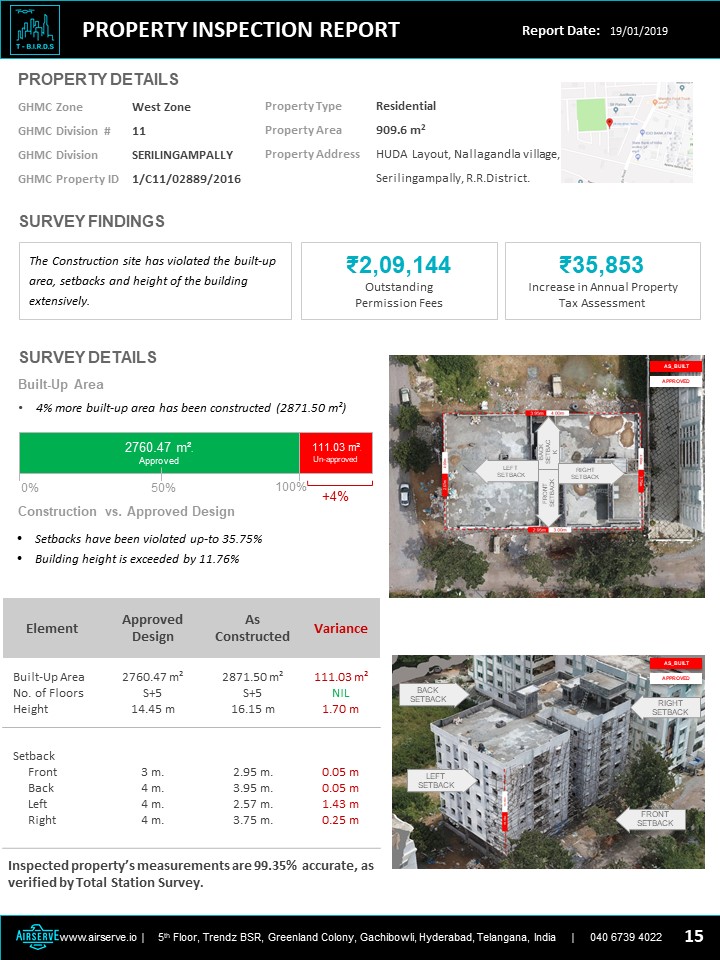 T - B.I.R.D.S
PROPERTY INSPECTION REPORT
Report Date: 19/01/2019
PROPERTY DETAILS
GHMC Zone West Zone
GHMC Division # 11
GHMC Division SERILINGAMPALLY
GHMC Property ID 1/C11/02889/2016
Property Type Residential
Property Area 909.6 m²
Property Address HUDA Layout, Nallagandla village,
Serilingampally, R.R.District.
SURVEY FINDINGS
The Construction site has violated the built-up
area, setbacks and height of the building
extensively.
₹2,09,144
Outstanding
Permission Fees
₹35,853
Increase in Annual Property
Tax Assessment
SURVEY DETAILS
Built-Up Area
• 4% more built-up area has been constructed (2871.50 m²)
2760.47 m².
Approved
111.03 m².
Un-approved
0% 50% 100%
+4%
Construction vs. Approved Design
• Setbacks have been violated up-to 35.75%
• Building height is exceeded by 11.76%
AS_BUILT
APPROVED
3.95m 4.00m
BACK
SETBAC
K
LEFT
SETBACK
RIGHT
SETBACK
FRONT
SETBACK
2.95m 3.00m
Element Approved Design As Constructed Variance
Built-Up Area 2760.47 m² 2871.50 m² 111.03 m²
No. of Floors S+5 S+5 NIL
Height 14.45 m 16.15 m 1.70 m
Setback
Front 3 m. 2.95 m. 0.05 m
Back 4 m. 3.95 m. 0.05 m
Left 4 m. 2.57 m. 1.43 m
Right 4 m. 3.75 m. 0.25 m
AS_BUILT
APPROVED
BACK
SETBACK
RIGHT
SETBACK
LEFT
SETBACK
FRONT
SETBACK
Inspected property's measurements are 99.35% accurate, as
verified by Total Station Survey.
AIRSERVE www.airserve.io | 5th Floor, Trendz BSR, Greenland Colony, Gachibowli, Hyderabad, Telangana, India | 040 6739 4022 15